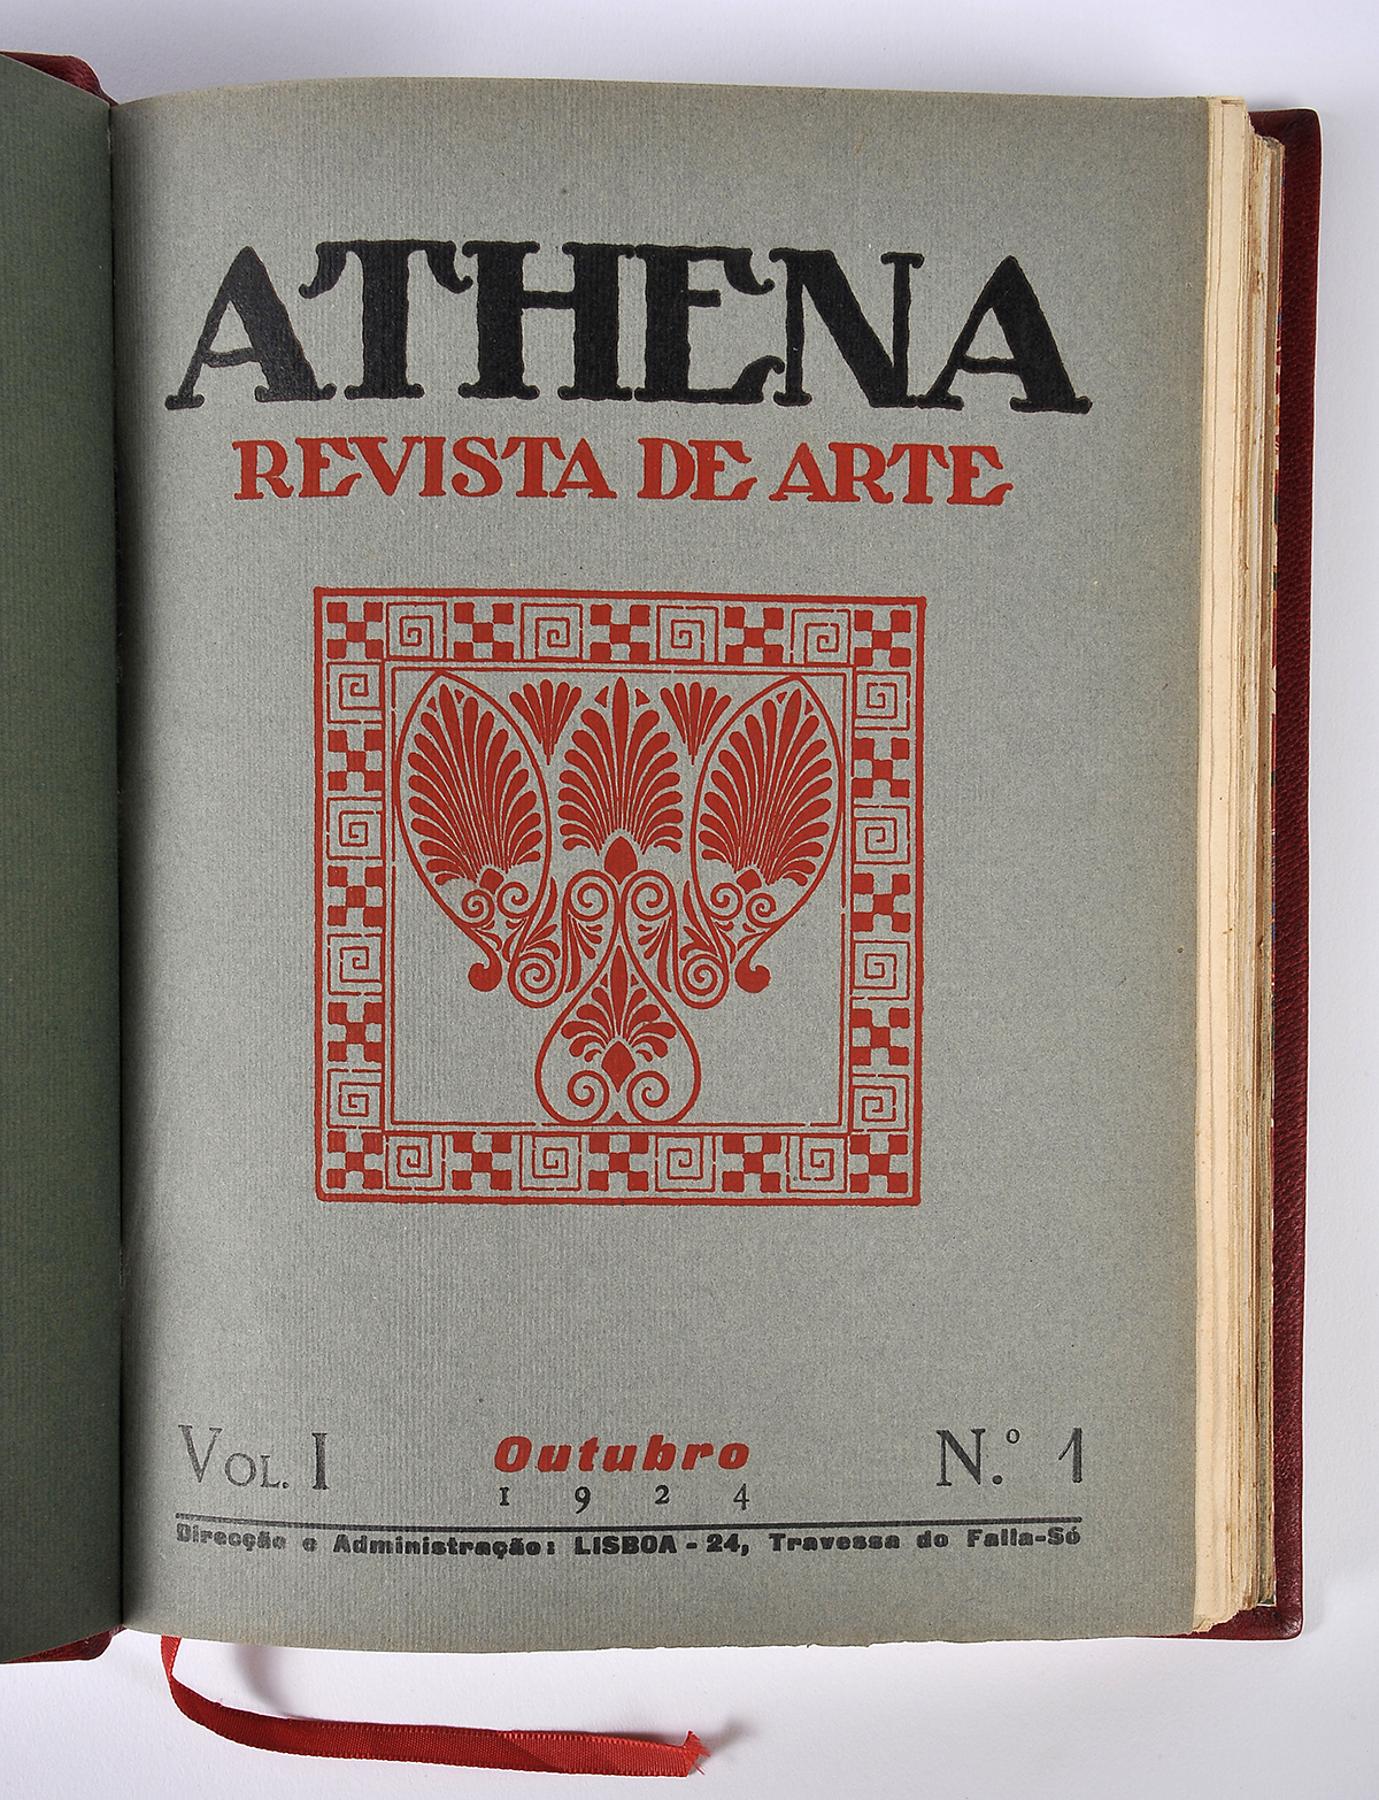 ATHENA
REVISTA DE ARTE
VOL. I Outubro N.º 1
1924
Direcção e Administração: LISBOA - 24, Travessa do Falla-Só